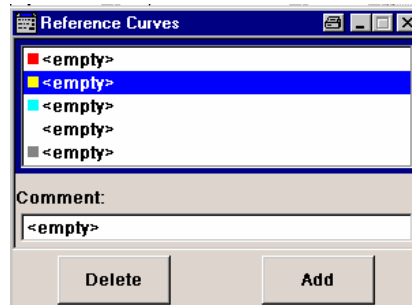 Reference Curves
<empty>
<empty>
<empty>
<empty>
<empty>
Comment:
<empty>
Delete Add